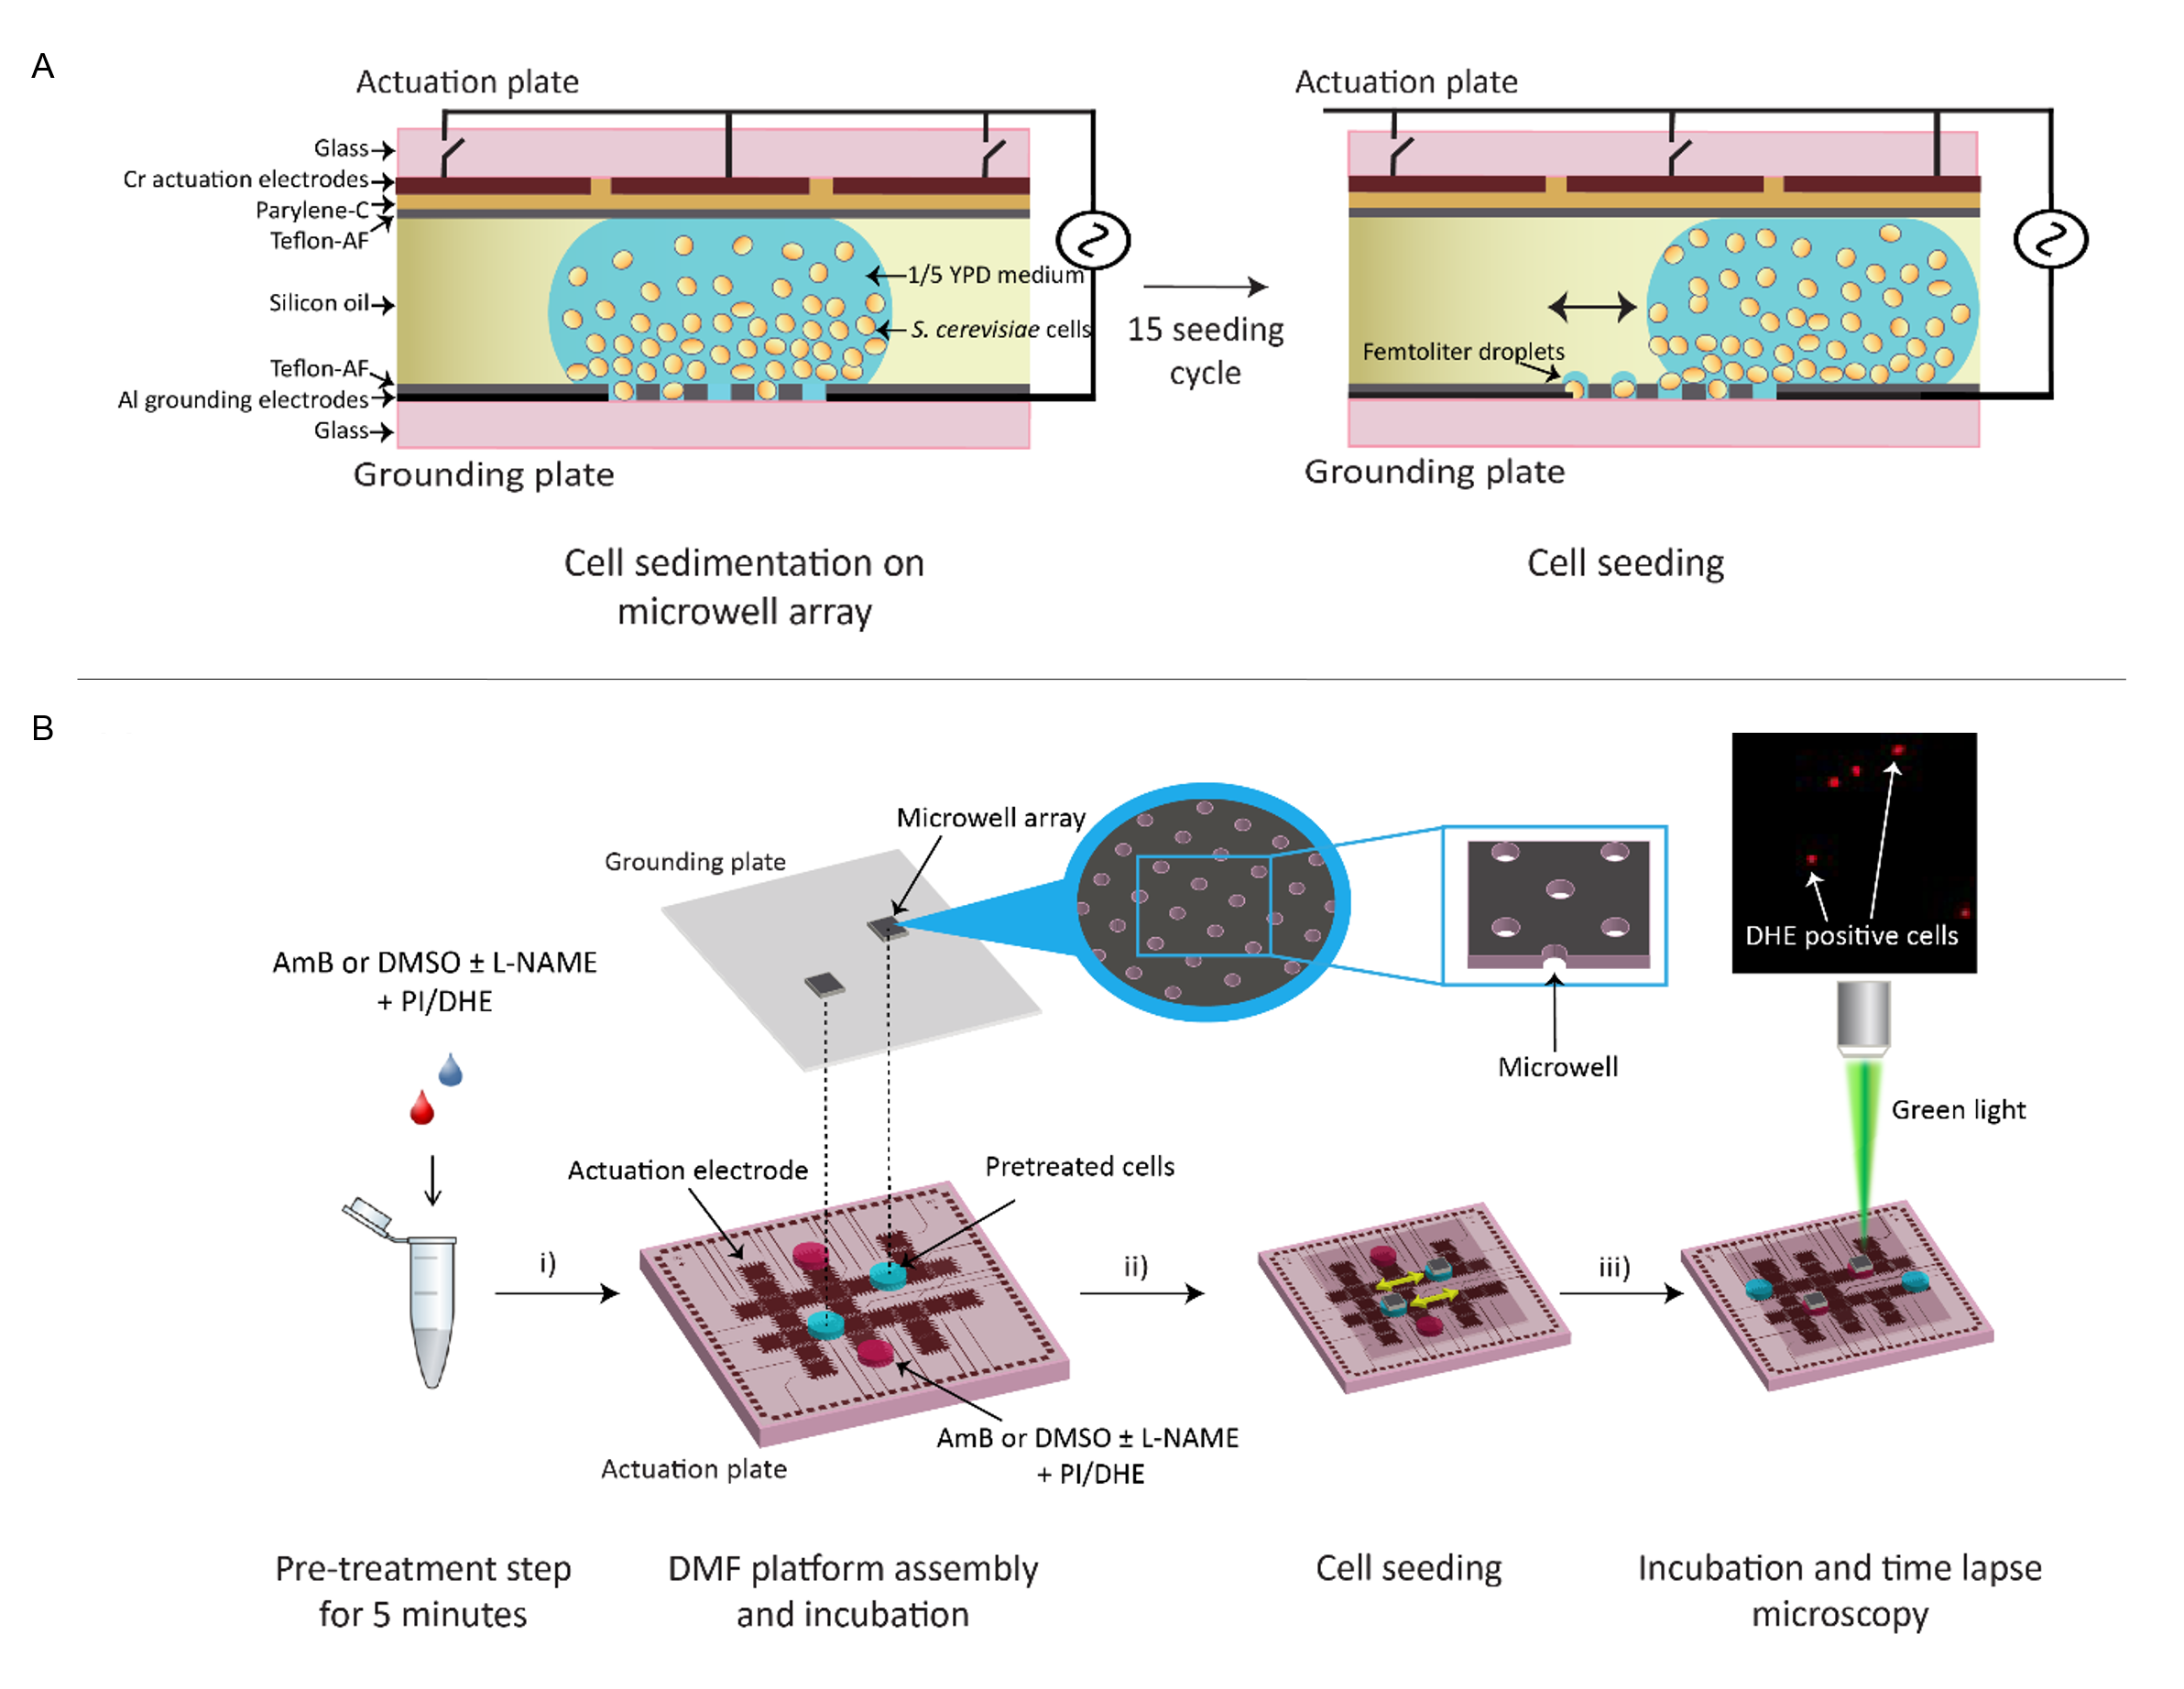 A
Actuation plate
Glass
Cr actuation electrodes
Parylene-C
Teflon-AF
Silicon oil
Teflon-AF
Al grounding electrodes
Glass
1/5 YPD medium
S. cerevisiae cells
Grounding plate
Cell sedimentation on
microwell array
15 seeding
cycle
Actuation plate
Femtoliter droplets
Grounding plate
Cell seeding
B
AmB or DMSO ± L-NAME
+ PI/DHE
Grounding plate
Microwell array
Microwell
DHE positive cells
Green light
i)
Actuation electrode
Pretreated cells
AmB or DMSO ± L-NAME
+ PI/DHE
Actuation plate
ii)
iii)
Pre-treatment step
for 5 minutes
DMF platform assembly
and incubation
Cell seeding
Incubation and time lapse
microscopy